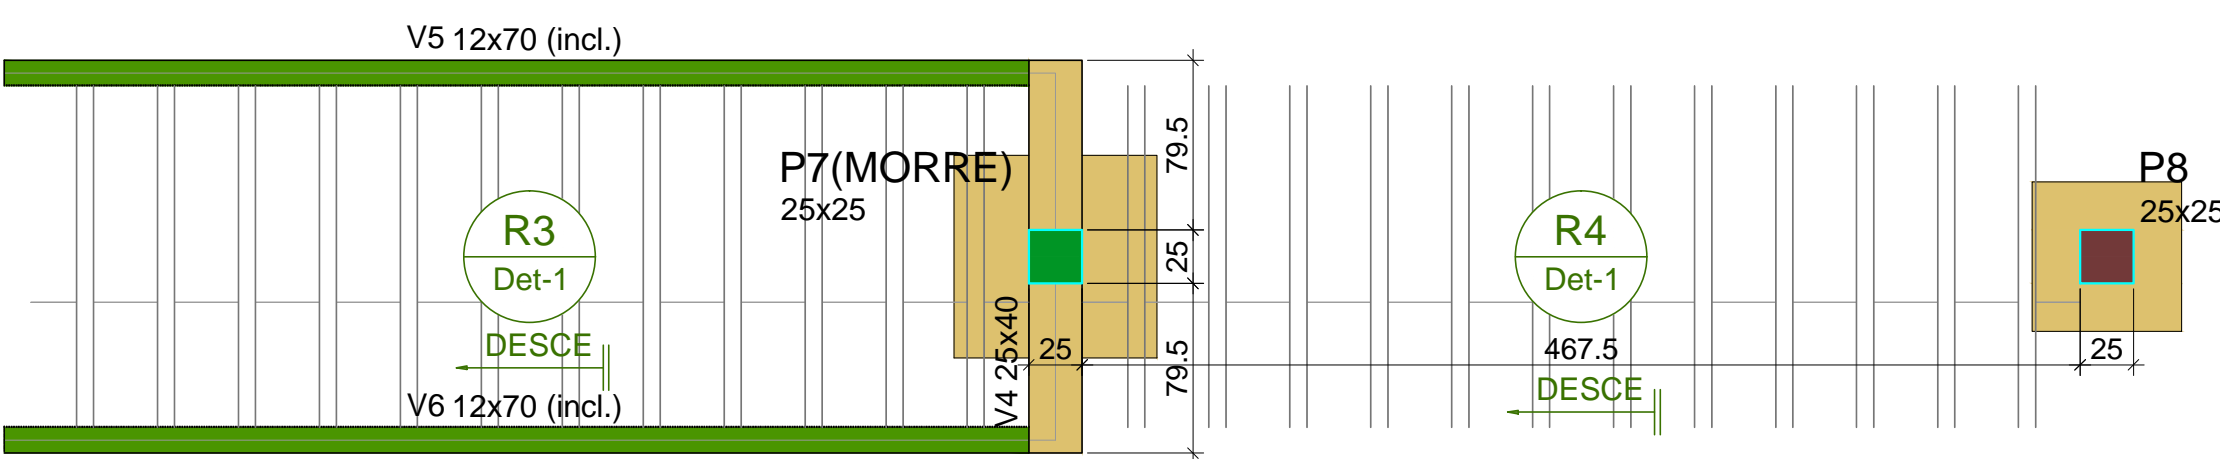 V5 12x70 (incl.)
79.5
P7(MORRE)
25x25
P8
25x25
R3
Det-1
25
R4
Det-1
DESCE
V4 25x40
25
79.5
467.5
25
DESCE
V6 12x70 (incl.)